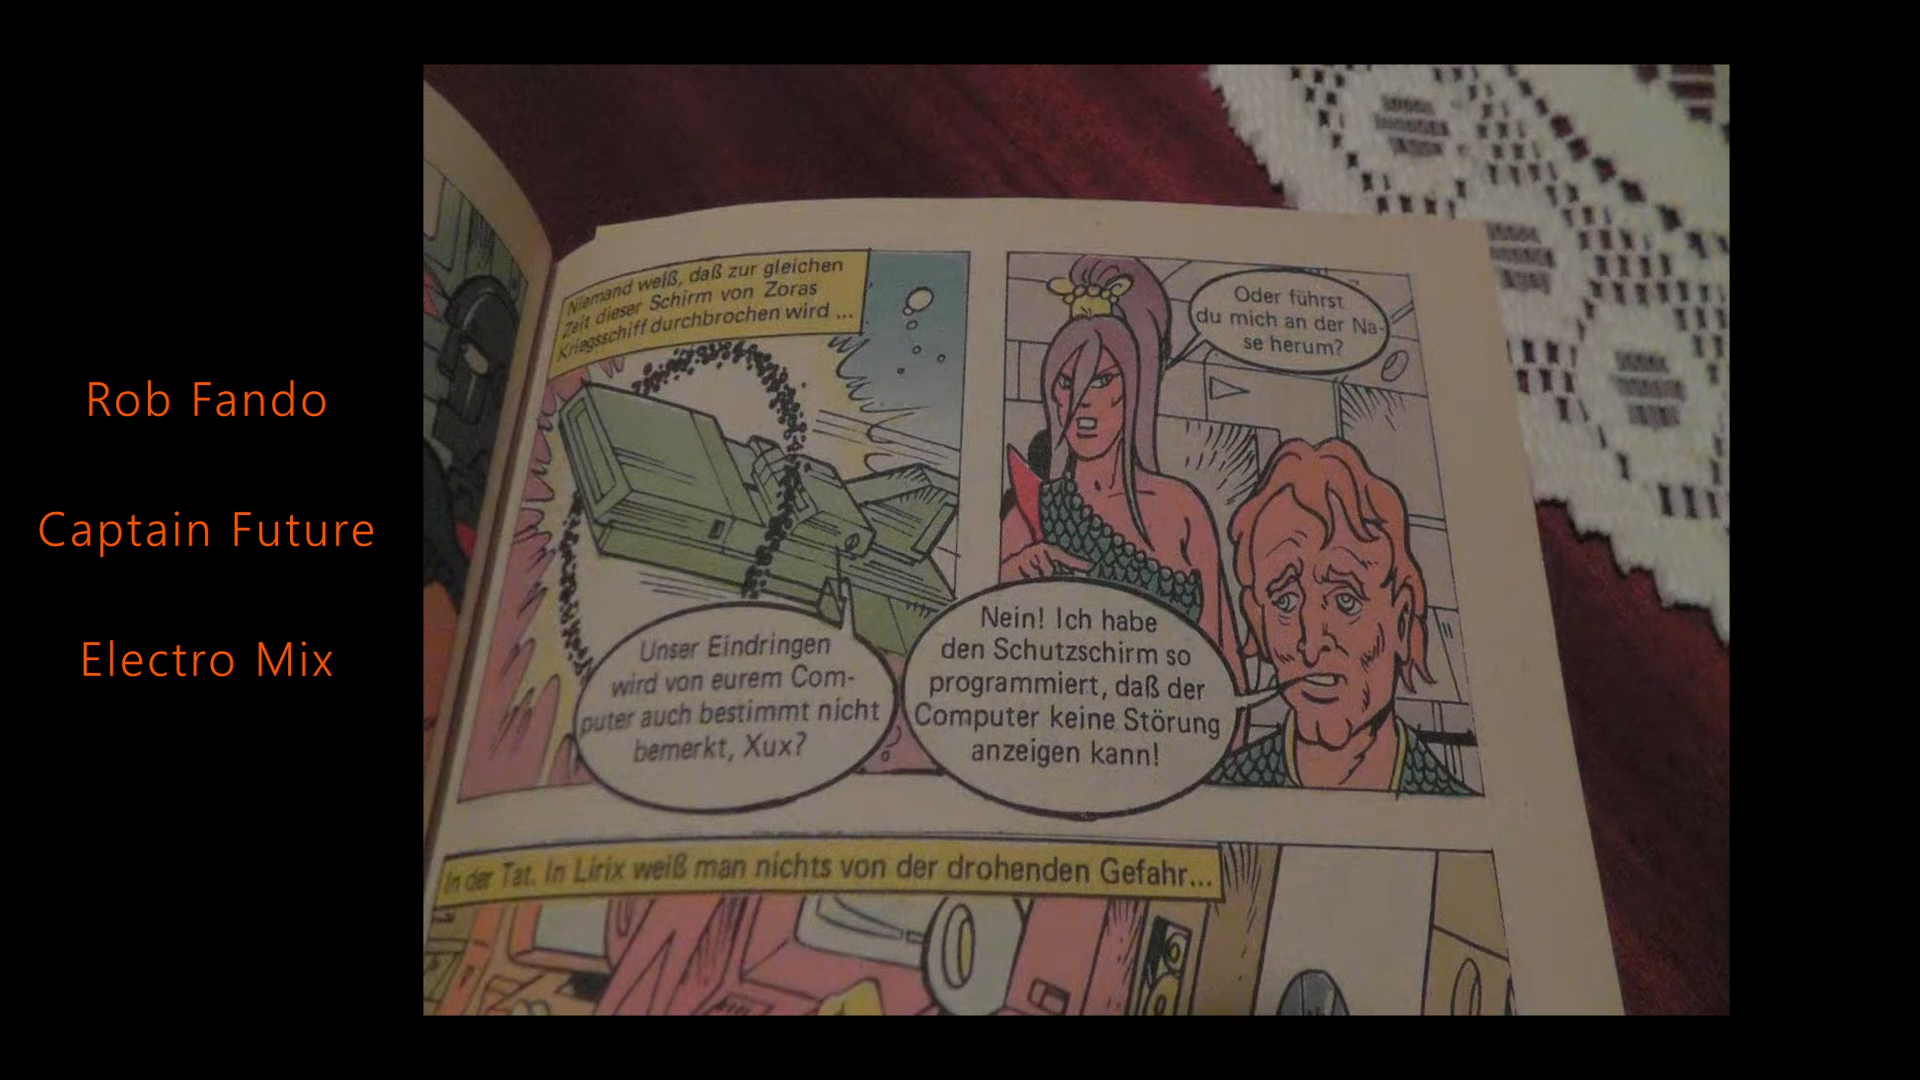 Rob Fando
Captain Future
Electro Mix
Niemand weiß, daß zur gleichen
Zeit dieser Schirm von Zoras
Kriegsschiff durchbrochen wird ...
Unser Eindringen
wird von eurem Com-
puter auch bestimmt nicht
bemerkt, Xux?
Oder führst
du mich an der Na-
se herum?
Nein! Ich habe
den Schutzschirm so
programmiert, daß der
Computer keine Störung
anzeigen kann!
In der Tat. In Lirix weiß man nichts von der drohenden Gefahr...